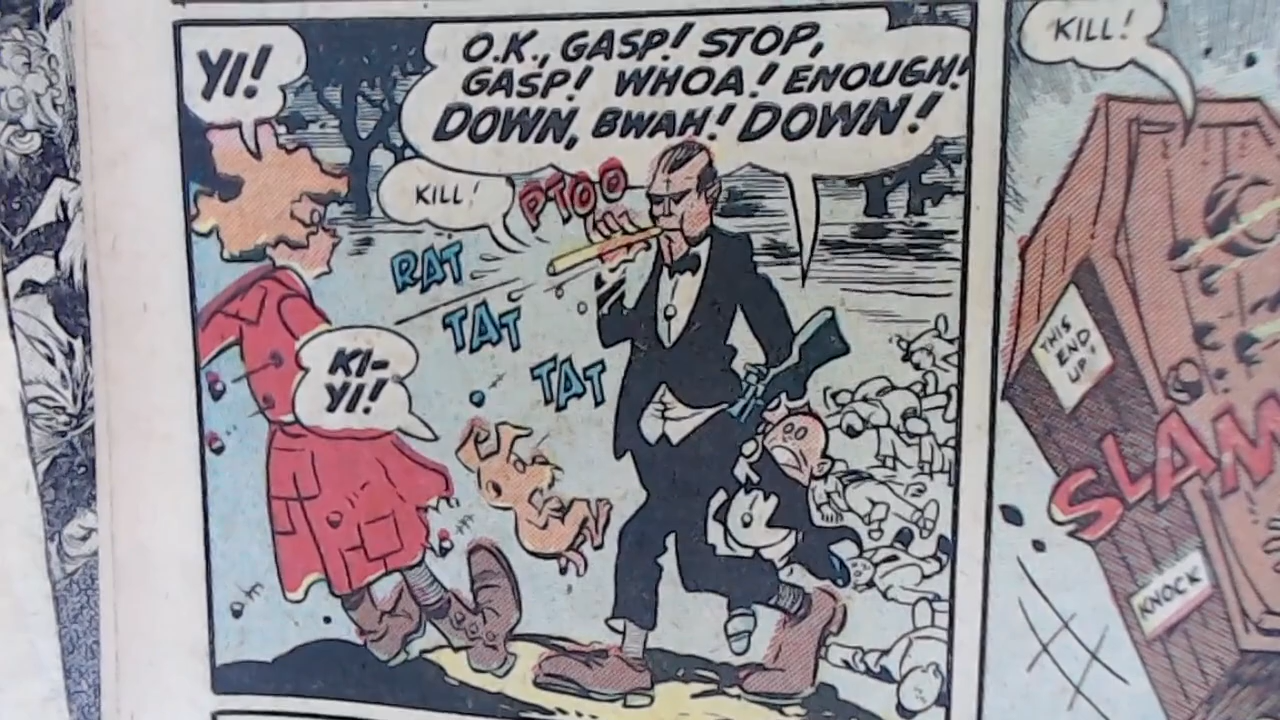 YI!
O.K., GASP! STOP,
GASP! WHOA! ENOUGH!
DOWN, BWAH! DOWN!
KILL!
PTOO
RAT
TAT
TAT
KI-
YI!
KILL!
THIS
END
UP!
SLAM
KNOCK